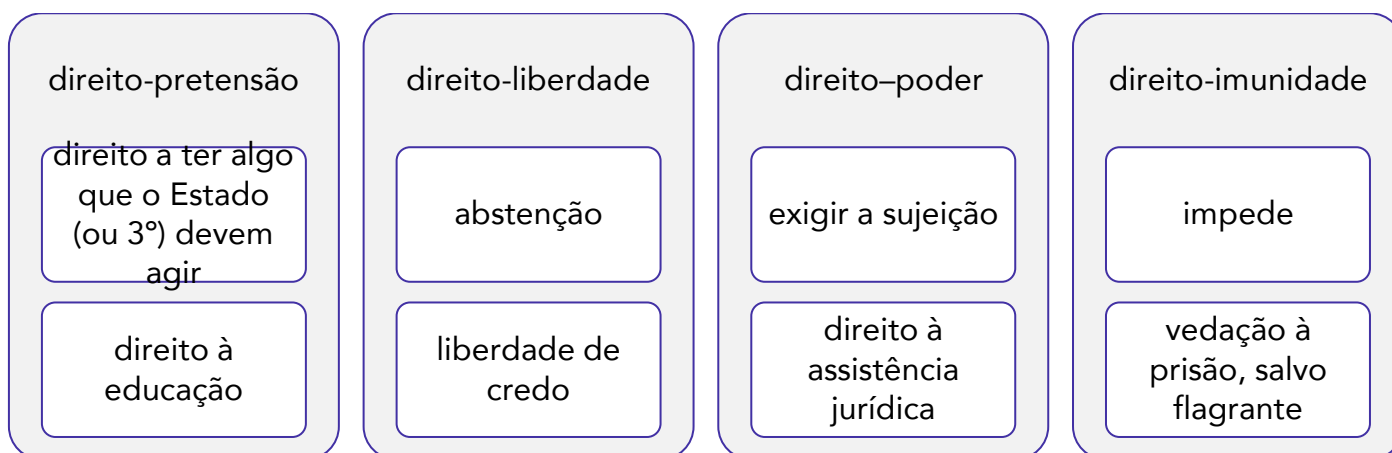 direito-pretensão
direito a ter algo
que o Estado
(ou 3º) devem
agir
direito à
educação
direito-liberdade
abstenção
liberdade de
credo
direito–poder
exigir a sujeição
direito à
assistência
jurídica
direito-imunidade
impede
vedação à
prisão, salvo
flagrante